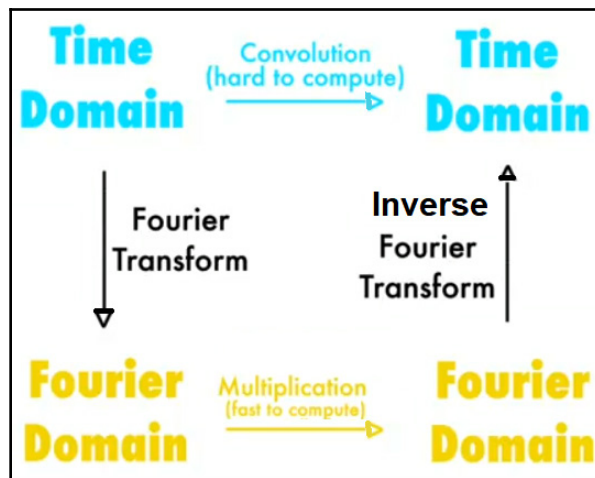 Time
Domain
Convolution
(hard to compute)
Time
Domain
Fourier
Transform
Inverse
Fourier
Transform
Fourier
Domain
Multiplication
(fast to compute)
Fourier
Domain